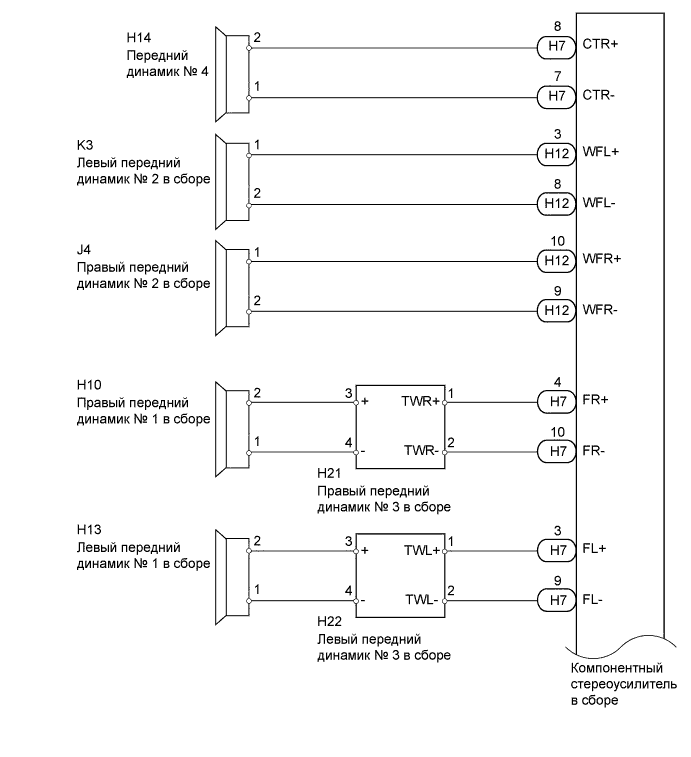 8
H14
2
H7
CTR+
Передний
динамик № 4
7
1
H7
CTR-
3
K3
1
H12
WFL+
Левый передний
динамик № 2 в сборе
8
2
H12
WFL-
10
J4
1
H12
WFR+
Правый передний
динамик № 2 в сборе
9
2
H12
WFR-
H10
4
2
3
+
TWR+
1
H7
FR+
Правый передний
динамик № 1 в сборе
10
1
4
-
TWR-
2
H7
FR-
H21
Правый передний
динамик № 3 в сборе
H13
3
2
3
+
TWL+
1
H7
FL+
Левый передний
динамик № 1 в сборе
9
1
4
-
TWL-
2
H7
FL-
H22
Левый передний
динамик № 3 в сборе
Компонентный
стереоусилитель
в сборе